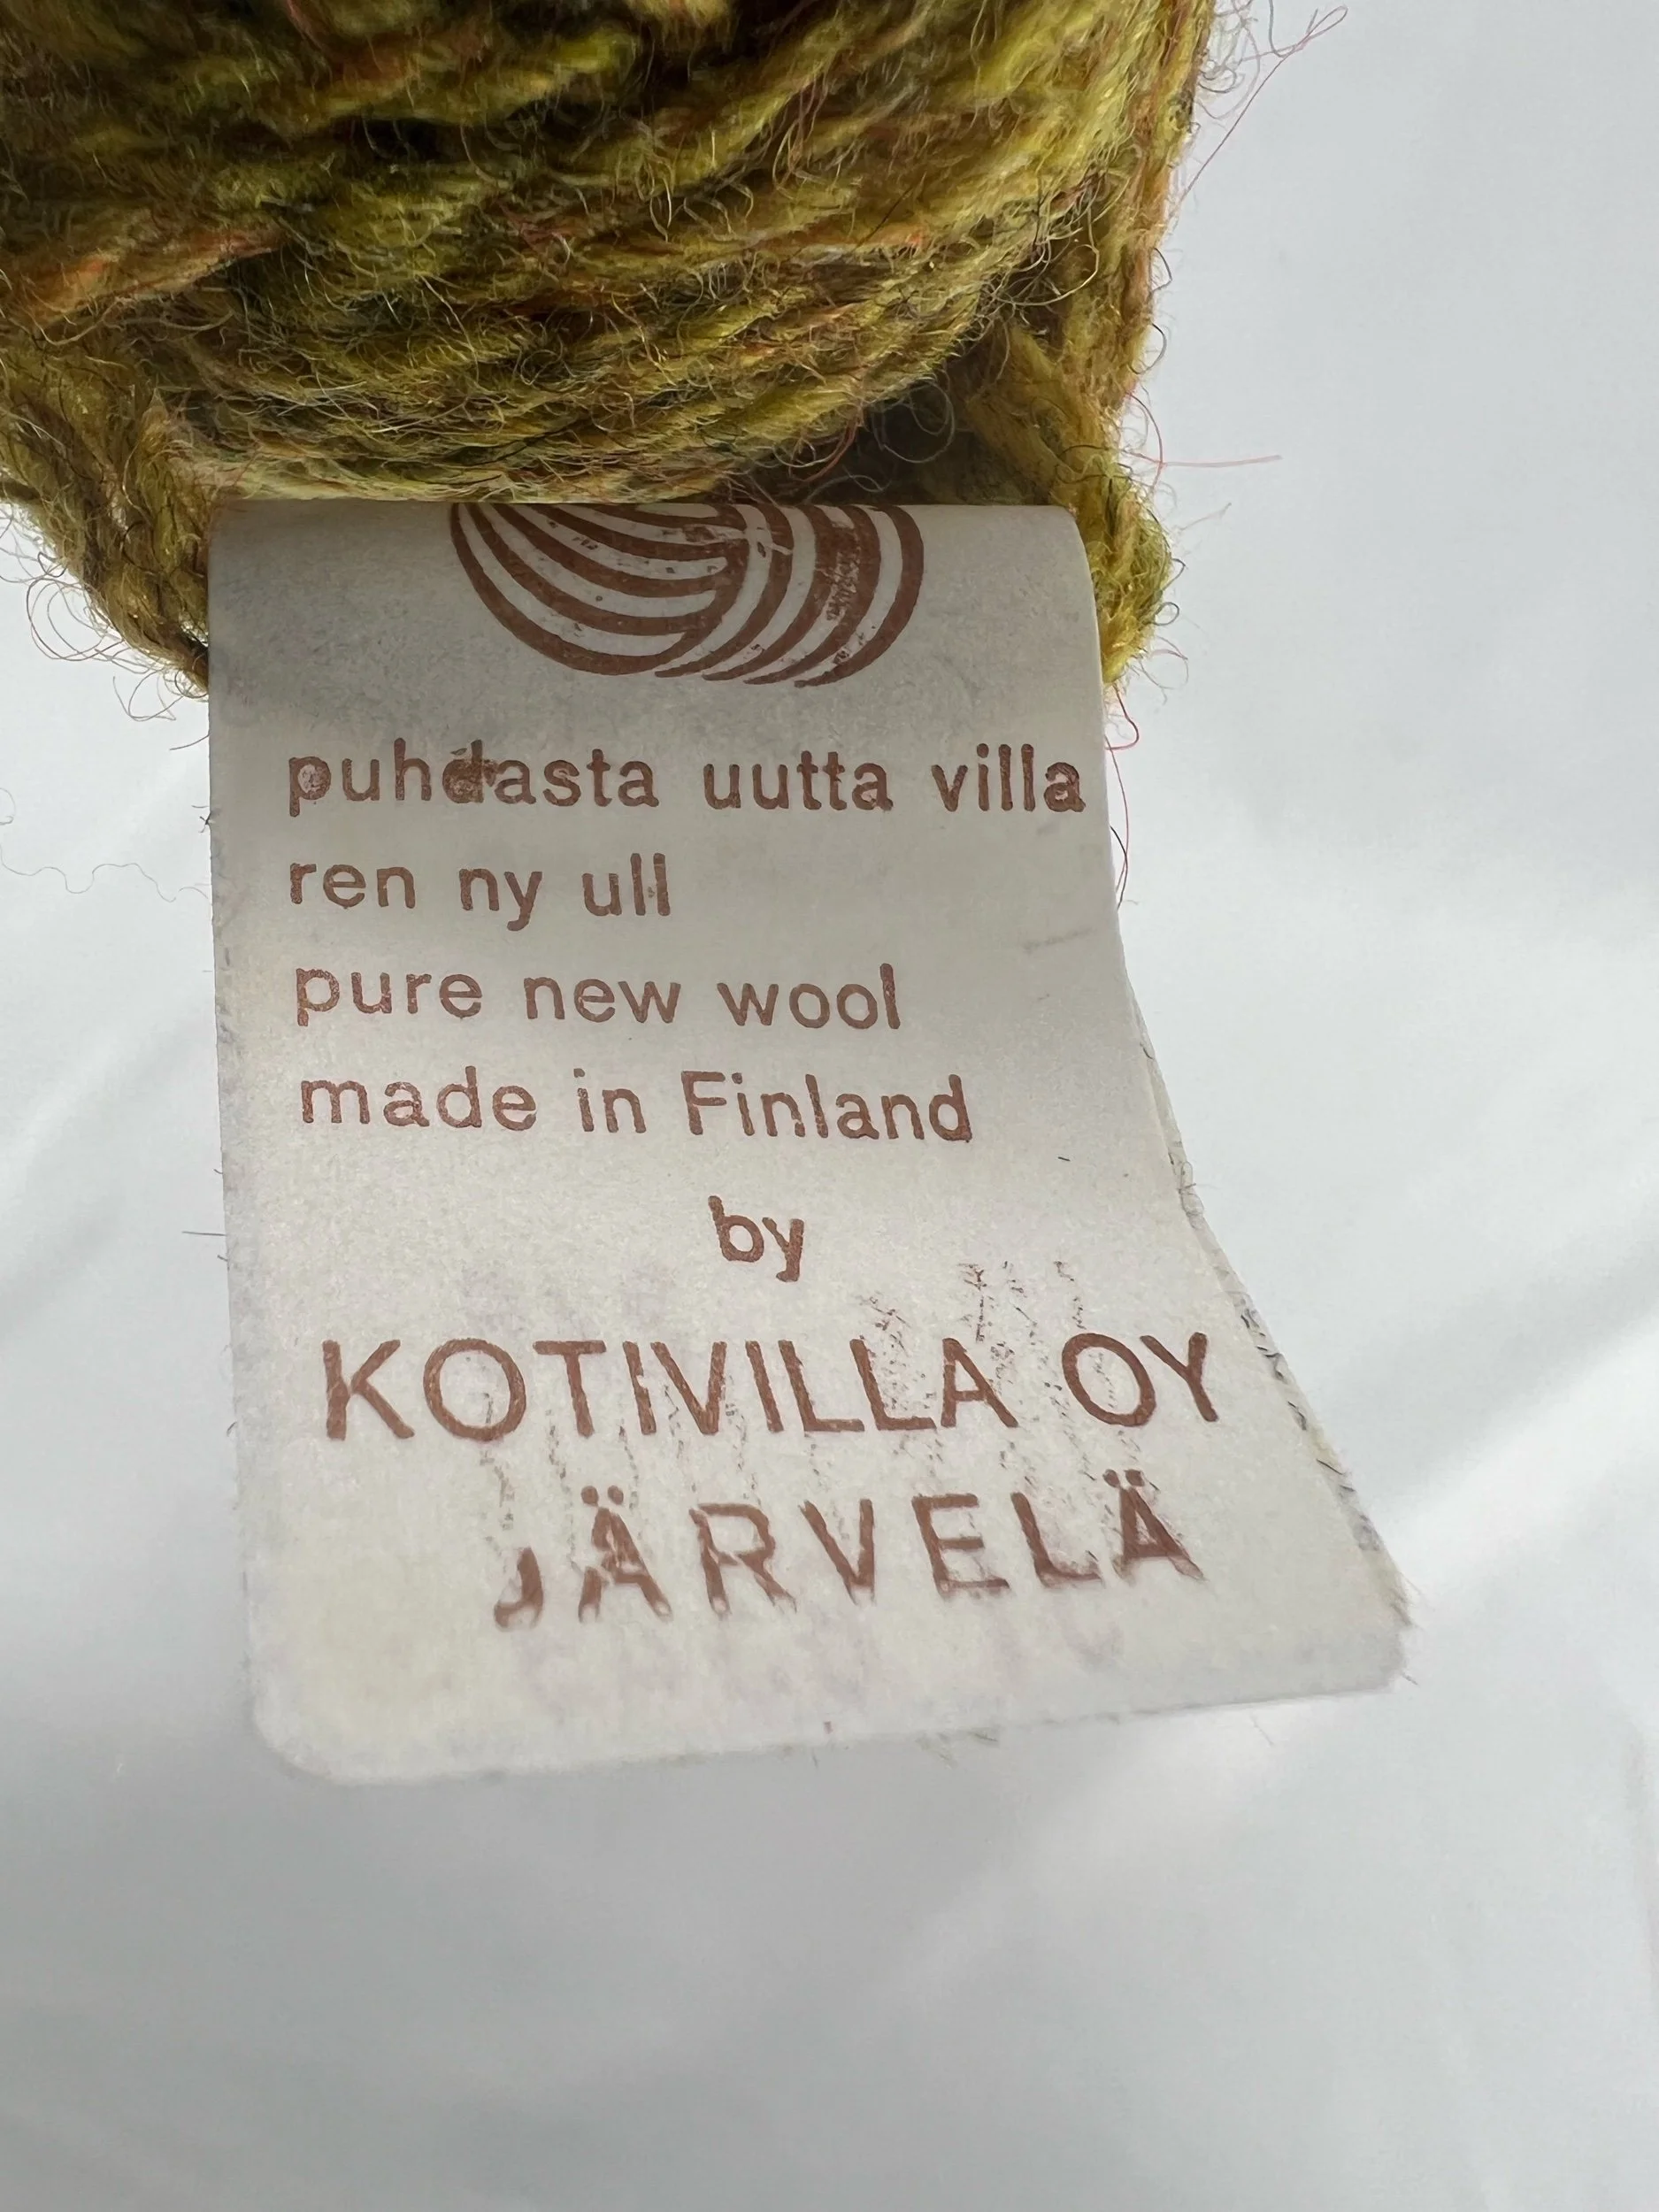 puhdasta uutta villa
ren ny ull
pure new wool
made in Finland
by
KOTIVILLA OY
JÄRVELÄ